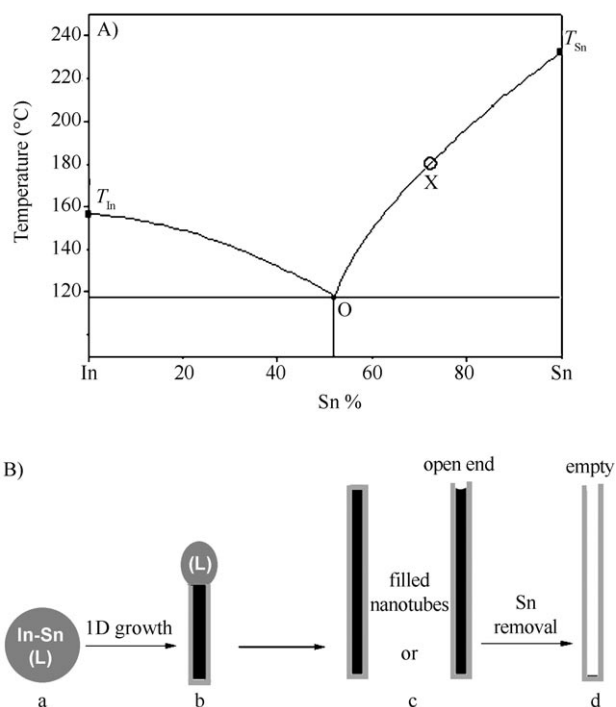 A)
240
220
200
180
160
140
120
Temperature (°C)
T_In
T_Sn
X
O
In 20 40 60 80 Sn
Sn %
B)
In-Sn
(L)
a
1D growth
(L)
b
open end
filled
nanotubes
or
c
Sn
removal
empty
d